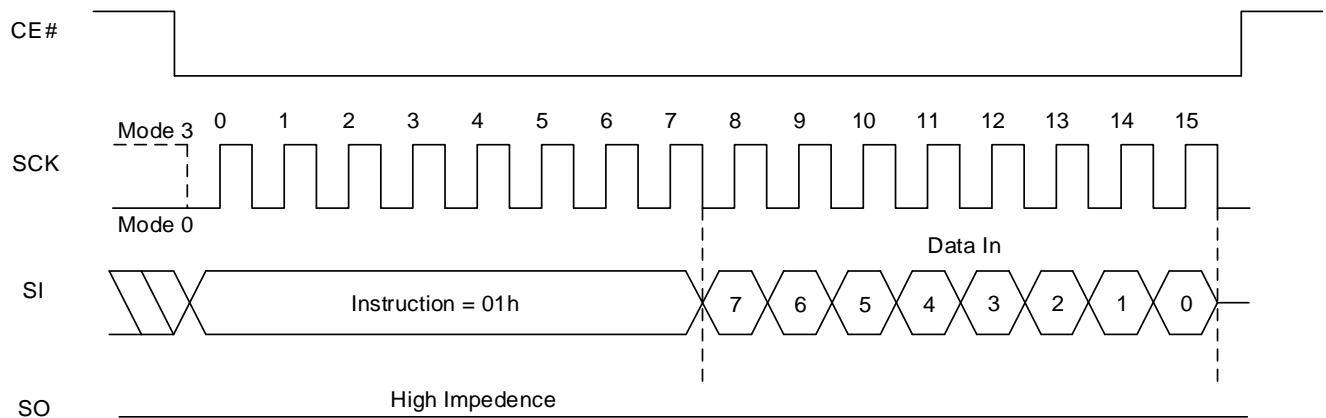 CE#
Mode 3 0 1 2 3 4 5 6 7 8 9 10 11 12 13 14 15
SCK
Mode 0
Data In
SI Instruction = 01h 7 6 5 4 3 2 1 0
High Impedence
SO